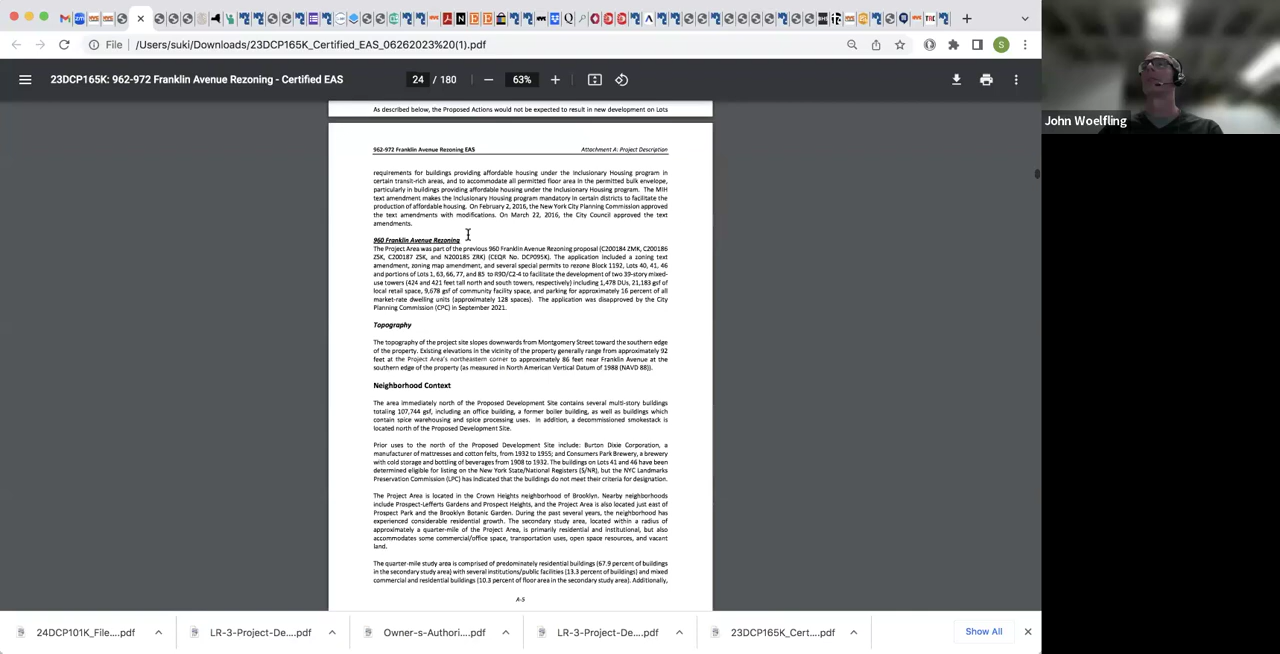 File
/Users/suki/Downloads/23DCP165K_Certified_EAS_06262023%20(1).pdf
S
23DCP165K: 962-972 Franklin Avenue Rezoning - Certified EAS
24 / 180
63%
John Woelfling
As described below, the Proposed Actions would not be expected to result in new development on Lots
962-972 Franklin Avenue Rezoning EAS
Attachment A: Project Description
requirements for buildings providing affordable housing under the Inclusionary Housing program in
certain transit-rich areas, and to accommodate all permitted floor area in the permitted bulk envelope,
particularly in buildings providing affordable housing under the Inclusionary Housing program. The MIH
text amendment makes the Inclusionary Housing program mandatory in certain districts to facilitate the
production of affordable housing. On February 2, 2016, the New York City Planning Commission approved
the text amendments with modifications. On March 22, 2016, the City Council approved the text
amendments.
960 Franklin Avenue Rezoning
The Project Area was part of the previous 960 Franklin Avenue Rezoning proposal (C200184 ZMK, C200186
ZSK, C200187 ZSK, and N200185 ZRK) (CEQR No. DCP095K). The application included a zoning text
amendment, zoning map amendment, and several special permits to rezone Block 1192, Lots 40, 41, 46
and portions of Lots 1, 63, 66, 77, and 85 to R9D/C2-4 to facilitate the development of two 39-story mixed-
use towers (424 and 421 feet tall north and south towers, respectively) including 1,478 DUs, 21,183 gsf of
local retail space, 9,678 gsf of community facility space, and parking for approximately 16 percent of all
market-rate dwelling units (approximately 128 spaces). The application was disapproved by the City
Planning Commission (CPC) in September 2021.
Topography
The topography of the project site slopes downwards from Montgomery Street toward the southern edge
of the property. Existing elevations in the vicinity of the property generally range from approximately 92
feet at the Project Area's northeastern corner to approximately 86 feet near Franklin Avenue at the
southern edge of the property (as measured in North American Vertical Datum of 1988 (NAVD 88)).
Neighborhood Context
The area immediately north of the Proposed Development Site contains several multi-story buildings
totaling 107,744 gsf, including an office building, a former boiler building, as well as buildings which
contain spice warehousing and spice processing uses. In addition, a decommissioned smokestack is
located north of the Proposed Development Site.
Prior uses to the north of the Proposed Development Site include: Burton Dixie Corporation, a
manufacturer of mattresses and cotton felts, from 1932 to 1955; and Consumers Park Brewery, a brewery
with cold storage and bottling of beverages from 1908 to 1932. The buildings on Lots 41 and 46 have been
determined eligible for listing on the New York State/National Registers (S/NR), but the NYC Landmarks
Preservation Commission (LPC) has indicated that the buildings do not meet their criteria for designation.
The Project Area is located in the Crown Heights neighborhood of Brooklyn. Nearby neighborhoods
include Prospect-Lefferts Gardens and Prospect Heights, and the Project Area is also located just east of
Prospect Park and the Brooklyn Botanic Garden. During the past several years, the neighborhood has
experienced considerable residential growth. The secondary study area, located within a radius of
approximately a quarter-mile of the Project Area, is primarily residential and institutional, but also
accommodates some commercial/office space, transportation uses, open space resources, and vacant
land.
The quarter-mile study area is comprised of predominately residential buildings (67.9 percent of buildings
in the secondary study area) with several institutions/public facilities (13.3 percent of buildings) and mixed
commercial and residential buildings (10.3 percent of floor area in the secondary study area). Additionally,
A-5
24DCP101K_File....pdf
LR-3-Project-De....pdf
Owner-s-Authori....pdf
LR-3-Project-De....pdf
23DCP165K_Cert....pdf
Show All